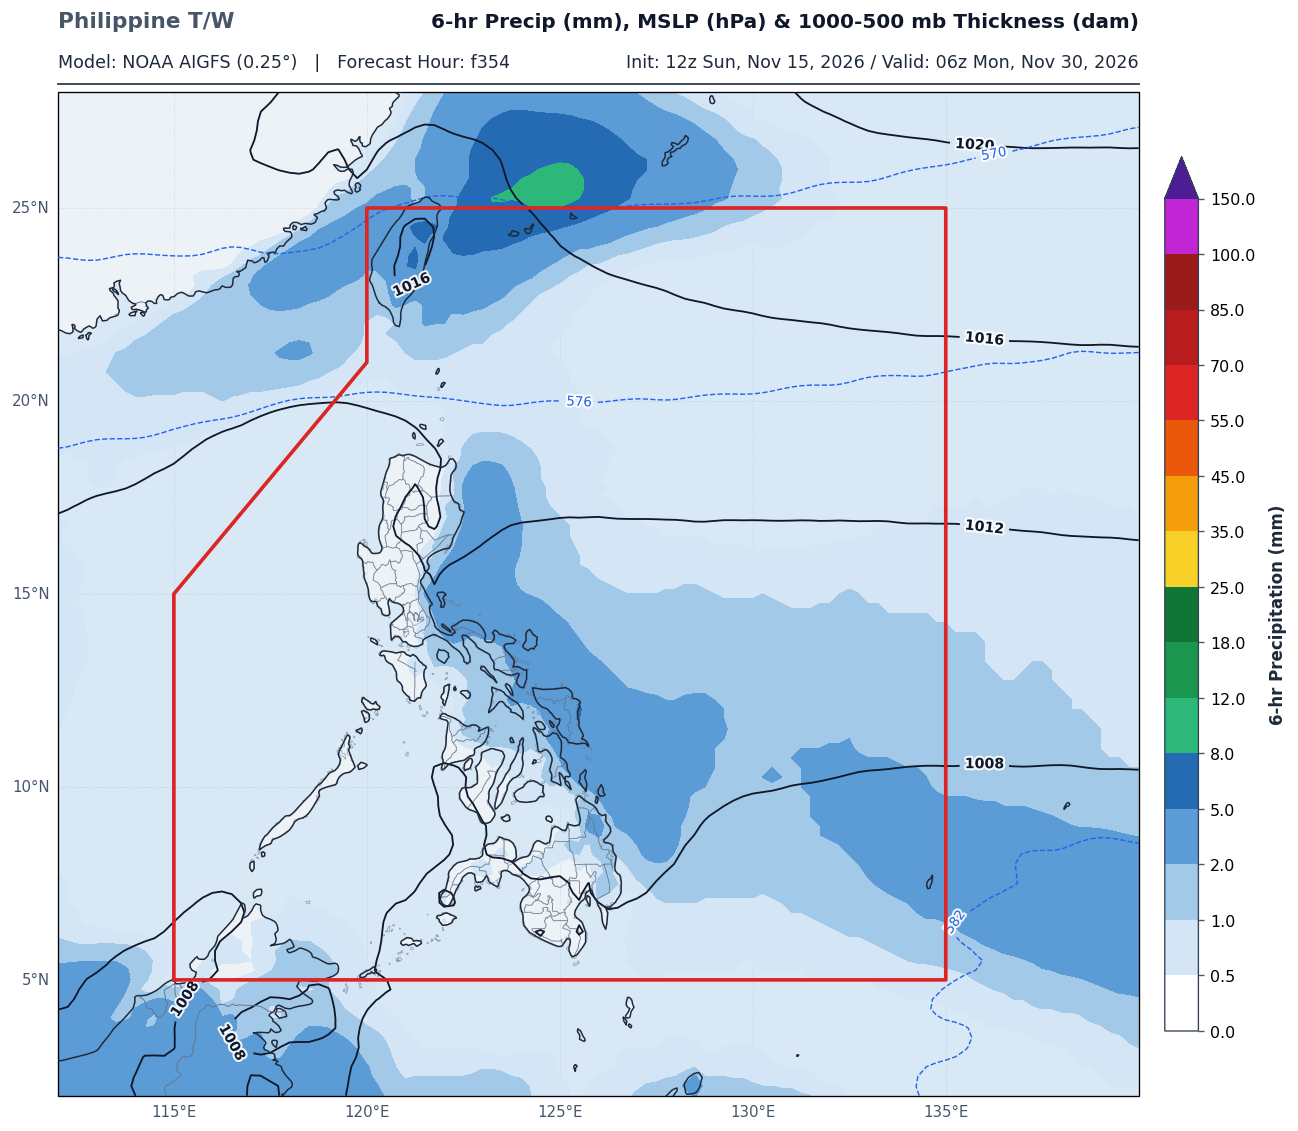 Philippine T/W
6-hr Precip (mm), MSLP (hPa) & 1000-500 mb Thickness (dam)
Model: NOAA AIGFS (0.25°) | Forecast Hour: f354
Init: 12z Sun, Nov 15, 2026 / Valid: 06z Mon, Nov 30, 2026
1020
570
25°N
1016
1016
20°N
576
1012
15°N
10°N
1008
582
5°N
1008
1008
115°E
120°E
125°E
130°E
135°E
150.0
100.0
85.0
70.0
55.0
45.0
35.0
25.0
18.0
12.0
8.0
5.0
2.0
1.0
0.5
0.0
6-hr Precipitation (mm)